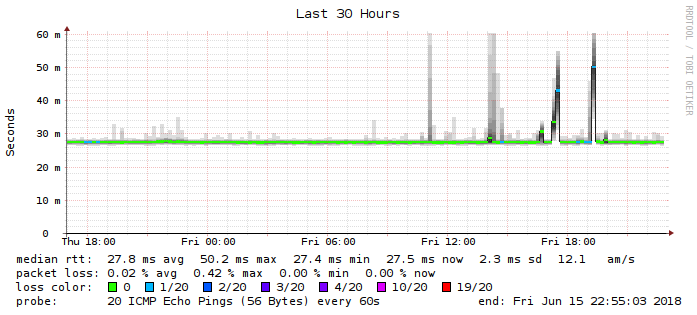 Last 30 Hours
RRDTOOL / TOBI OETIKER
Seconds
60 m
50 m
40 m
30 m
20 m
10 m
0
Thu 18:00 Fri 00:00 Fri 06:00 Fri 12:00 Fri 18:00
median rtt: 27.8 ms avg 50.2 ms max 27.4 ms min 27.5 ms now 2.3 ms sd 12.1 am/s
packet loss: 0.02 % avg 0.42 % max 0.00 % min 0.00 % now
loss color: 0 1/20 2/20 3/20 4/20 10/20 19/20
probe: 20 ICMP Echo Pings (56 Bytes) every 60s end: Fri Jun 15 22:55:03 2018